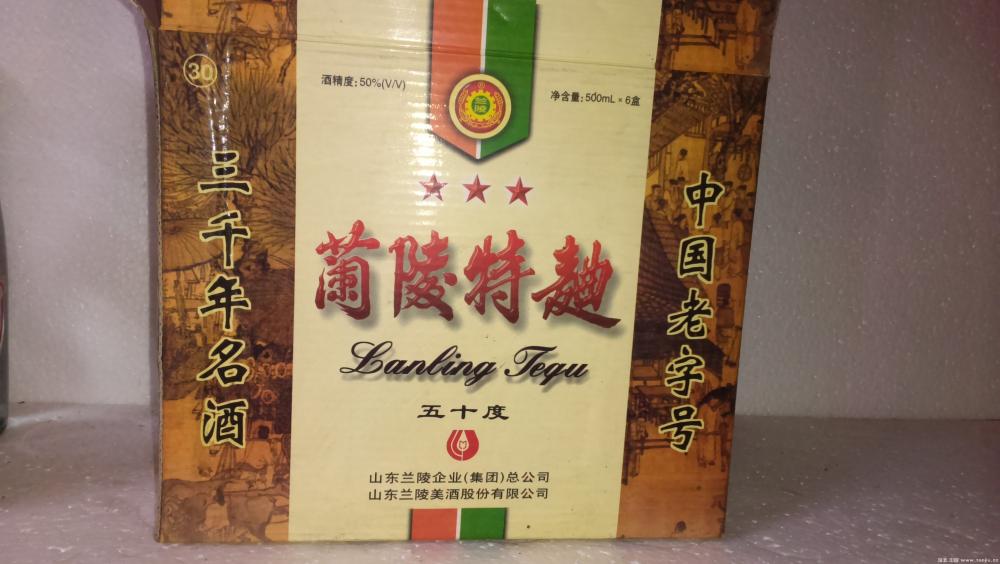 30
酒精度：50%(V/V)
净含量：500mL×6盒
兰陵
三千年名酒
中国老字号
蘭陵特麯
Lanling Tequ
五十度
山东兰陵企业(集团)总公司
山东兰陵美酒股份有限公司